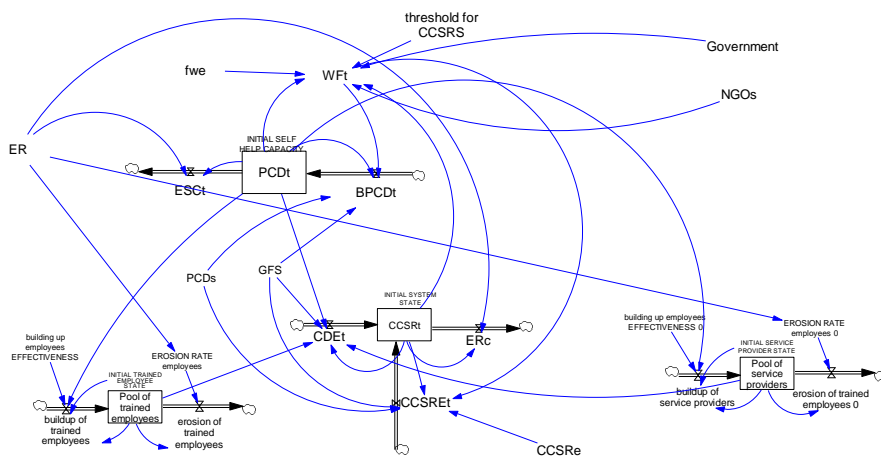 threshold for
CCSRS
Government
fwe
WFt
NGOs
ER
INITIAL SELF
HELP CAPACITY
PCDt
ESCt
BPCDt
PCDs
GFS
INITIAL SYSTEM
STATE
CCSRt
CDEt
ERc
building up
employees
EFFECTIVENESS
EROSION RATE
employees
INITIAL TRAINED
EMPLOYEE
STATE
Pool of
trained
employees
buildup of
trained
employees
erosion of
trained
employees
CCSREt
CCSRe
building up employees
EFFECTIVENESS 0
EROSION RATE
employees 0
INITIAL SERVICE
PROVIDER STATE
Pool of
service
providers
buildup of
service providers
erosion of trained
employees 0